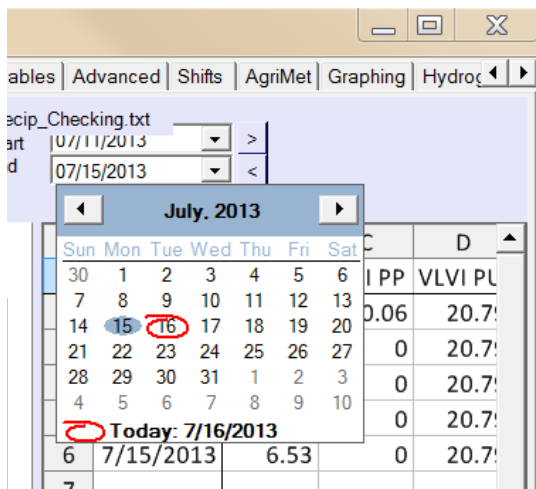 ables Advanced Shifts AgriMet Graphing Hydrog
ecip_Checking.txt
art 07/11/2013 >
d 07/15/2013 <
July, 2013
Sun Mon Tue Wed Thu Fri Sat
30 1 2 3 4 5 6
7 8 9 10 11 12 13
14 15 16 17 18 19 20
21 22 23 24 25 26 27
28 29 30 31 1 2 3
4 5 6 7 8 9 10
Today: 7/16/2013
C D
I PP VLVI PU
0.06 20.79
0 20.79
0 20.79
0 20.79
6 7/15/2013 6.53 0 20.79
7